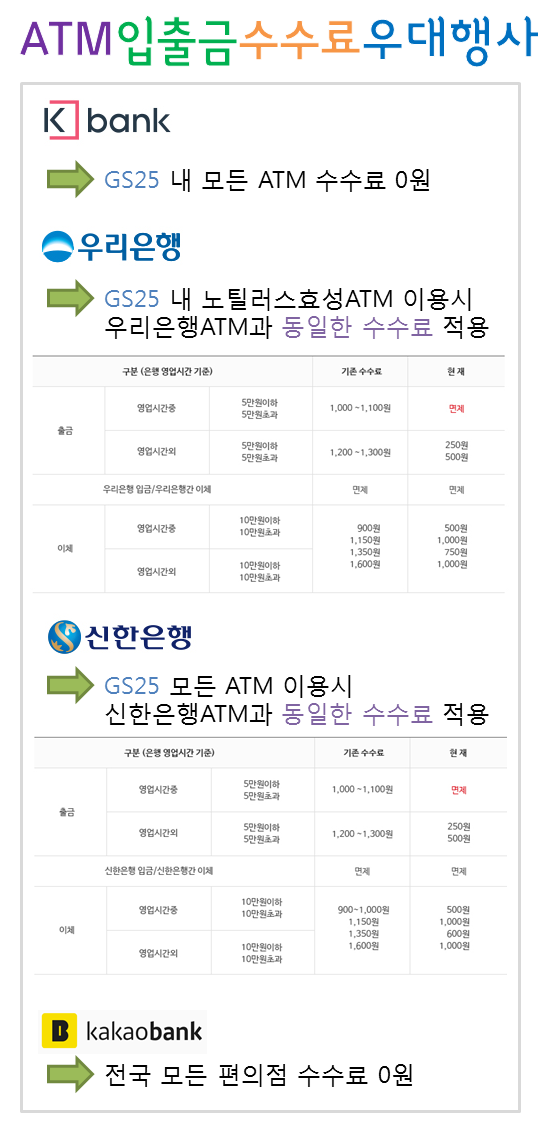 ATM입출금수수료우대행사
K bank
GS25 내 모든 ATM 수수료 0원
우리은행
GS25 내 노틸러스효성ATM 이용시
우리은행ATM과 동일한 수수료 적용
구분 (은행 영업시간 기준) 기존 수수료 현 재
출금 영업시간중 5만원이하 5만원초과 1,000 ~1,100원 면제
영업시간외 5만원이하 5만원초과 1,200 ~1,300원 250원 500원
우리은행 입금/우리은행간 이체 면제 면제
이체 영업시간중 10만원이하 10만원초과 900원 1,150원 500원 1,000원
영업시간외 10만원이하 10만원초과 1,350원 1,600원 750원 1,000원
신한은행
GS25 모든 ATM 이용시
신한은행ATM과 동일한 수수료 적용
구분 (은행 영업시간 기준) 기존 수수료 현 재
출금 영업시간중 5만원이하 5만원초과 1,000 ~1,100원 면제
영업시간외 5만원이하 5만원초과 1,200 ~1,300원 250원 500원
신한은행 입금/신한은행간 이체 면제 면제
이체 영업시간중 10만원이하 10만원초과 900~1,000원 1,150원 500원 1,000원
영업시간외 10만원이하 10만원초과 1,350원 1,600원 600원 1,000원
B kakaobank
전국 모든 편의점 수수료 0원